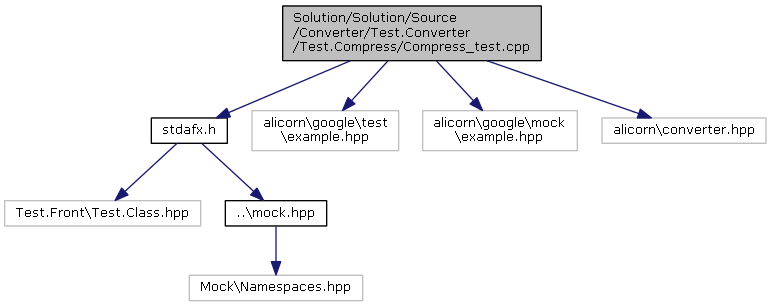 Solution/Solution/Source
/Converter/Test.Converter
/Test.Compress/Compress_test.cpp
stdafx.h
alicorn\google\test
\example.hpp
alicorn\google\mock
\example.hpp
alicorn\converter.hpp
Test.Front\Test.Class.hpp
..\mock.hpp
Mock\Namespaces.hpp